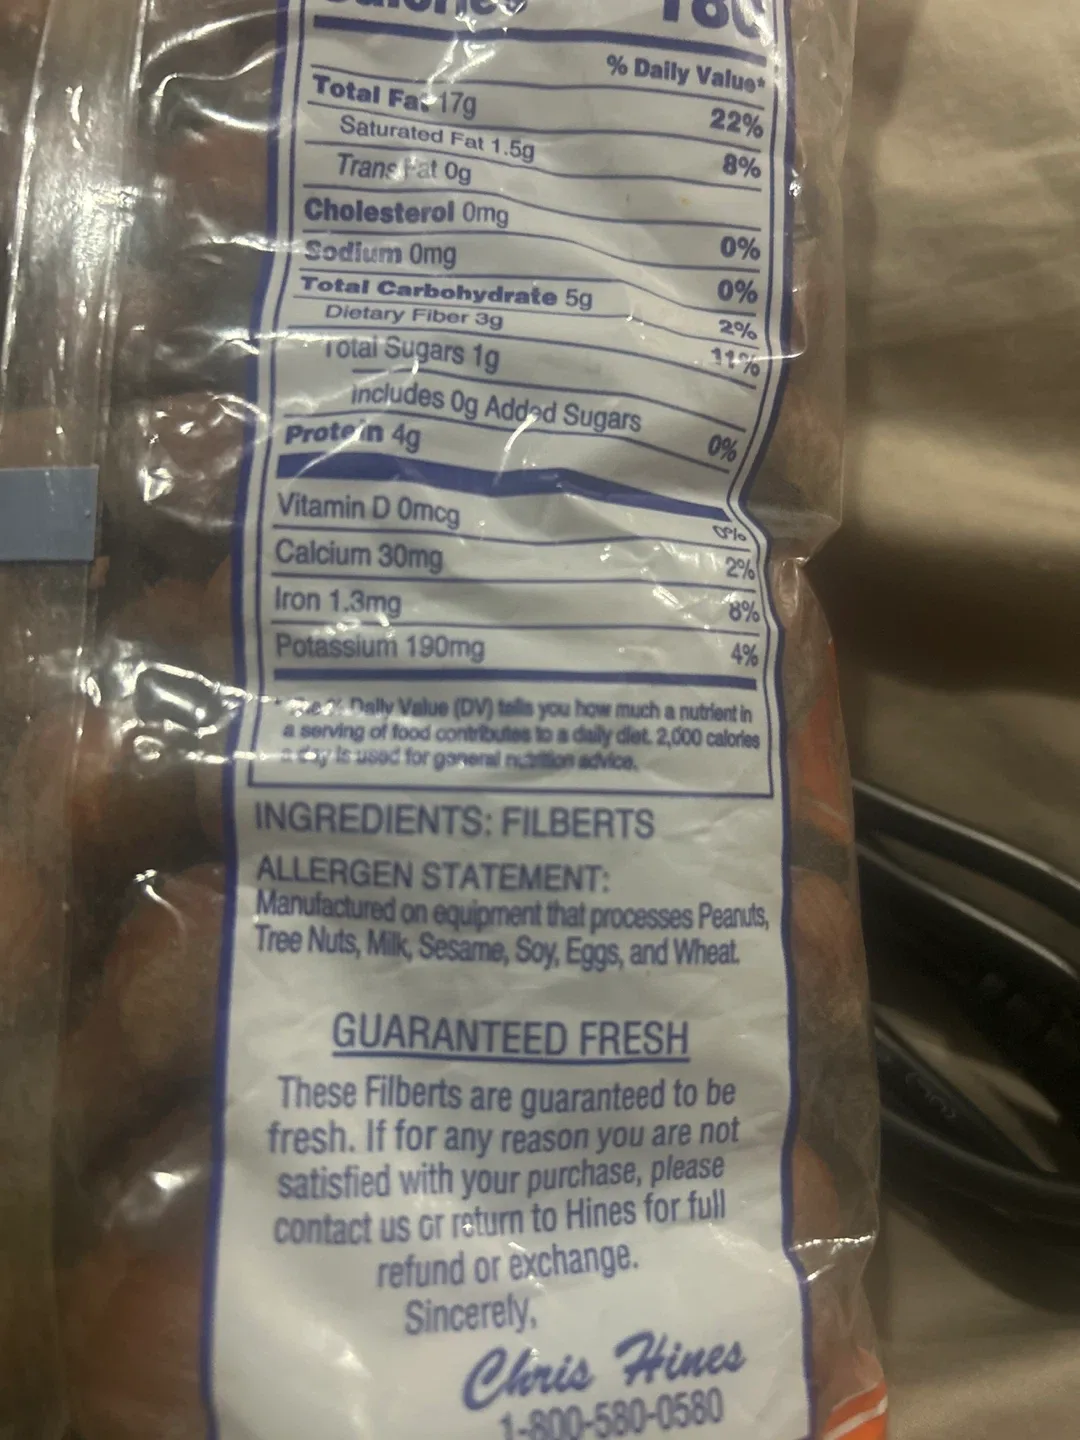 Calories 180
% Daily Value*
Total Fat 17g 22%
Saturated Fat 1.5g 8%
Trans Fat 0g
Cholesterol 0mg 0%
Sodium 0mg 0%
Total Carbohydrate 5g 2%
Dietary Fiber 3g 11%
Total Sugars 1g
Includes 0g Added Sugars 0%
Protein 4g
Vitamin D 0mcg 0%
Calcium 30mg 2%
Iron 1.3mg 8%
Potassium 190mg 4%
* The % Daily Value (DV) tells you how much a nutrient in
a serving of food contributes to a daily diet. 2,000 calories
a day is used for general nutrition advice.
INGREDIENTS: FILBERTS
ALLERGEN STATEMENT:
Manufactured on equipment that processes Peanuts,
Tree Nuts, Milk, Sesame, Soy, Eggs, and Wheat.
GUARANTEED FRESH
These Filberts are guaranteed to be
fresh. If for any reason you are not
satisfied with your purchase, please
contact us or return to Hines for full
refund or exchange.
Sincerely,
Chris Hines
1-800-580-0580